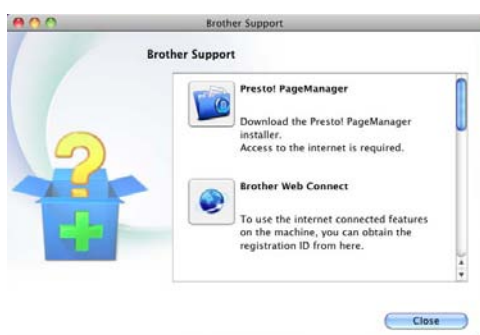 Brother Support
Brother Support
Presto! PageManager
Download the Presto! PageManager
installer.
Access to the internet is required.
Brother Web Connect
To use the internet connected features
on the machine, you can obtain the
registration ID from here.
Close